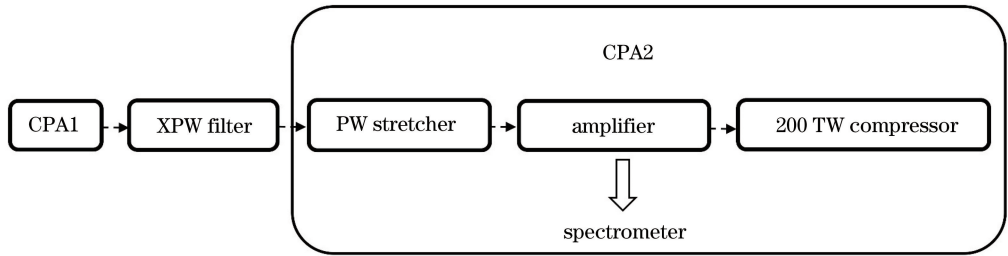 CPA2
CPA1
XPW filter
PW stretcher
amplifier
200 TW compressor
spectrometer